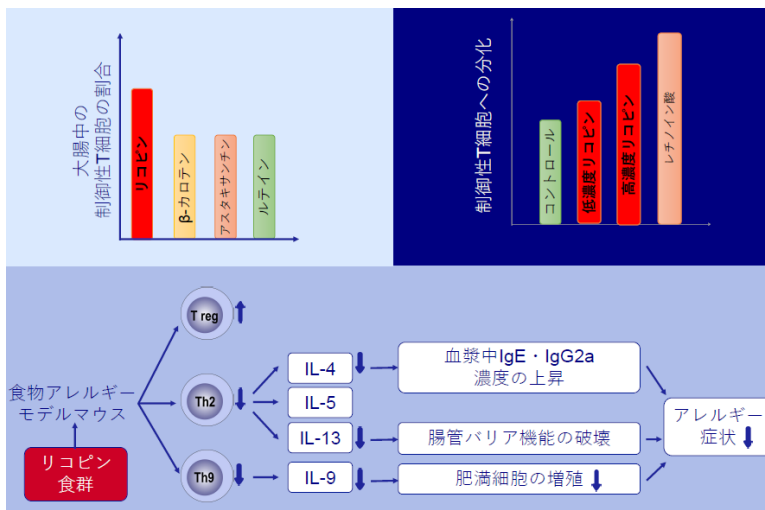 大腸中の
制御性T細胞の割合
リコピン
β-カロテン
アスタキサンチン
ルテイン
制御性T細胞への分化
コントロール
低濃度リコピン
高濃度リコピン
レチノイン酸
食物アレルギー
モデルマウス
リコピン
食群
T reg
Th2
Th9
IL-4
IL-5
IL-13
IL-9
血漿中IgE・IgG2a
濃度の上昇
腸管バリア機能の破壊
肥満細胞の増殖
アレルギー
症状